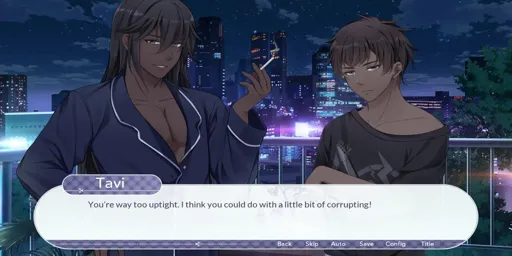 Tavi
You're way too uptight. I think you could do with a little bit of corrupting!
Back Skip Auto Save Config Title